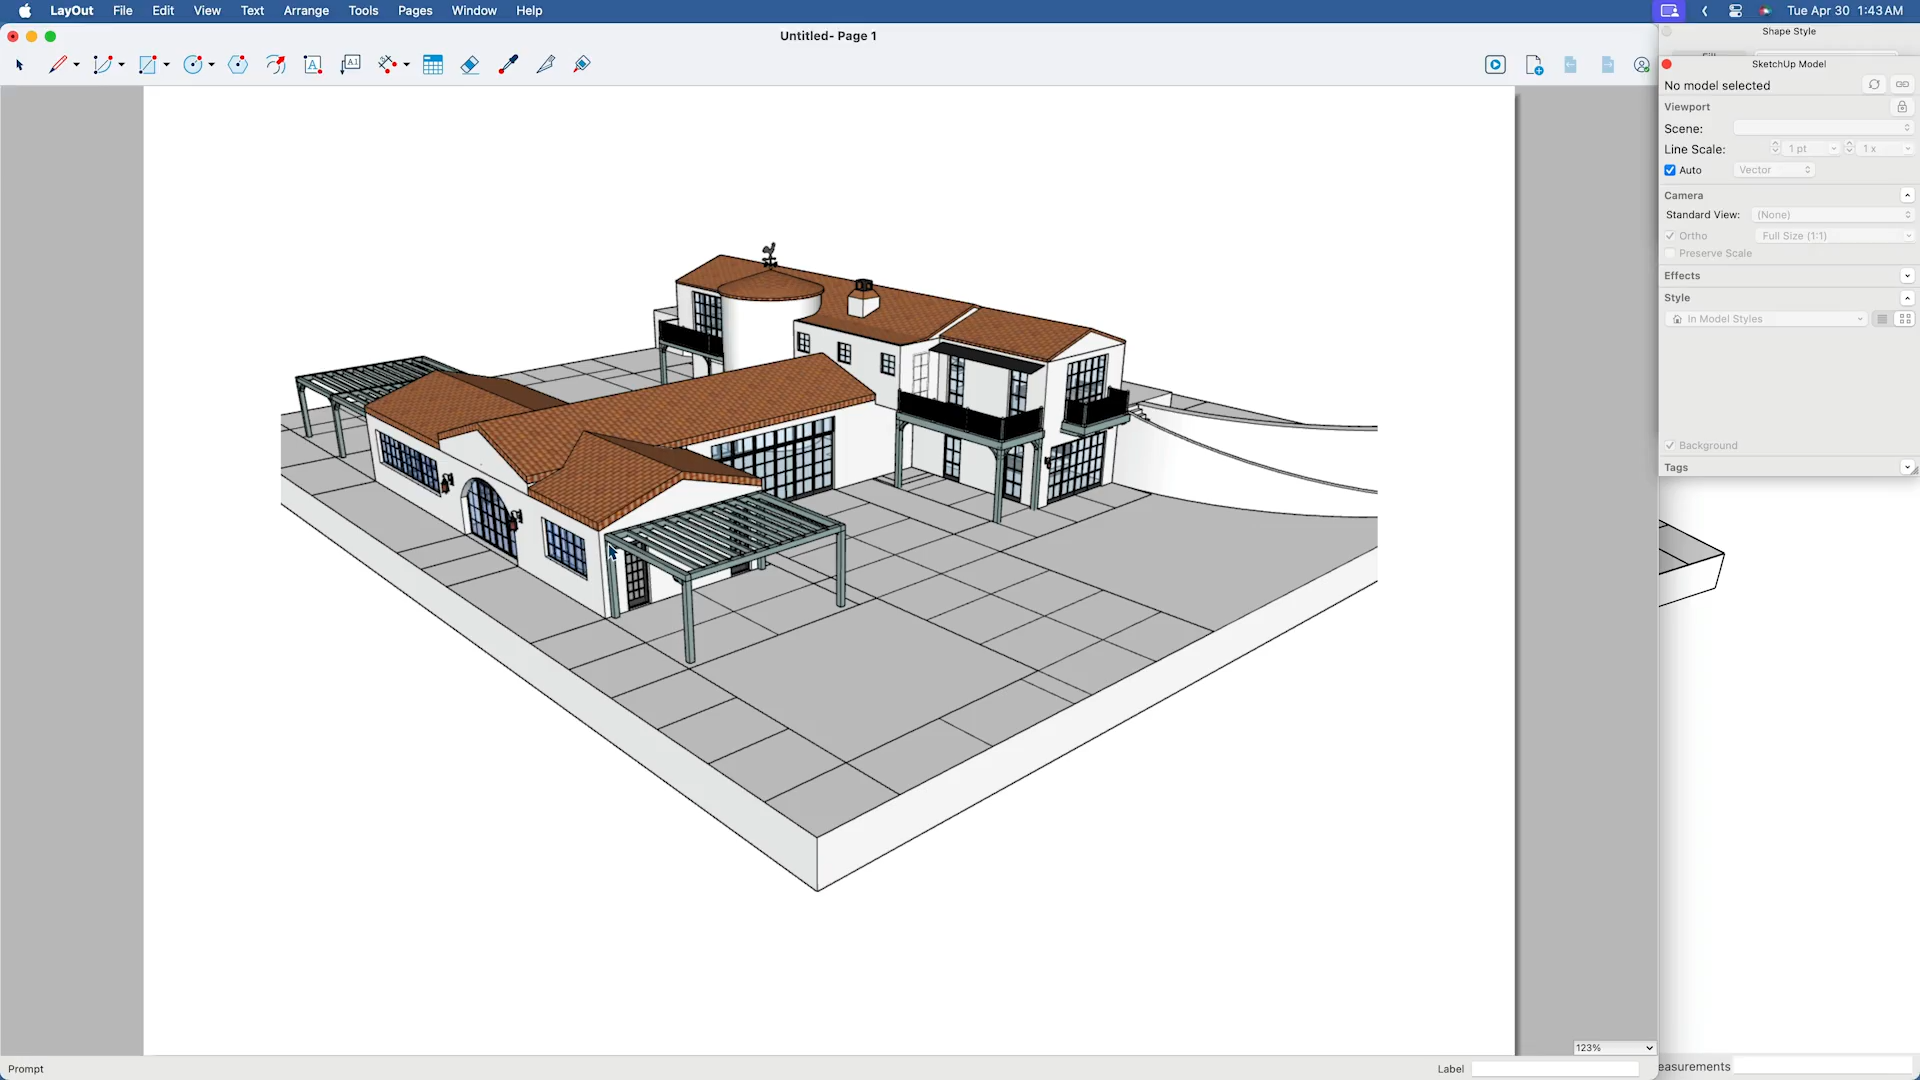 LayOut File Edit View Text Arrange Tools Pages Window Help Tue Apr 30 1:43 AM
Untitled- Page 1
Shape Style
SketchUp Model
No model selected
Viewport
Scene:
Line Scale: 1 pt 1 x
Auto Vector
Camera
Standard View: (None)
Ortho Full Size (1:1)
Preserve Scale
Effects
Style
In Model Styles
Background
Tags
123%
Prompt Label easurements